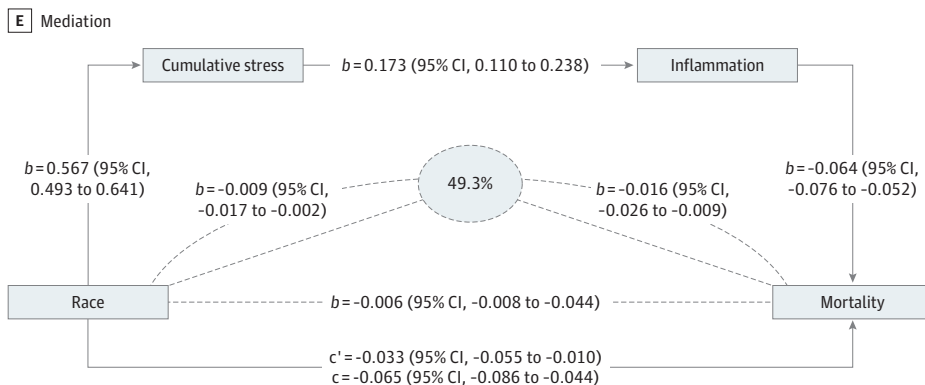 E Mediation
Cumulative stress
b=0.173 (95% CI, 0.110 to 0.238)
Inflammation
b=0.567 (95% CI,
0.493 to 0.641)
b=-0.009 (95% CI,
-0.017 to -0.002)
49.3%
b=-0.016 (95% CI,
-0.026 to -0.009)
b=-0.064 (95% CI,
-0.076 to -0.052)
Race
b=-0.006 (95% CI, -0.008 to -0.044)
Mortality
c'=-0.033 (95% CI, -0.055 to -0.010)
c=-0.065 (95% CI, -0.086 to -0.044)